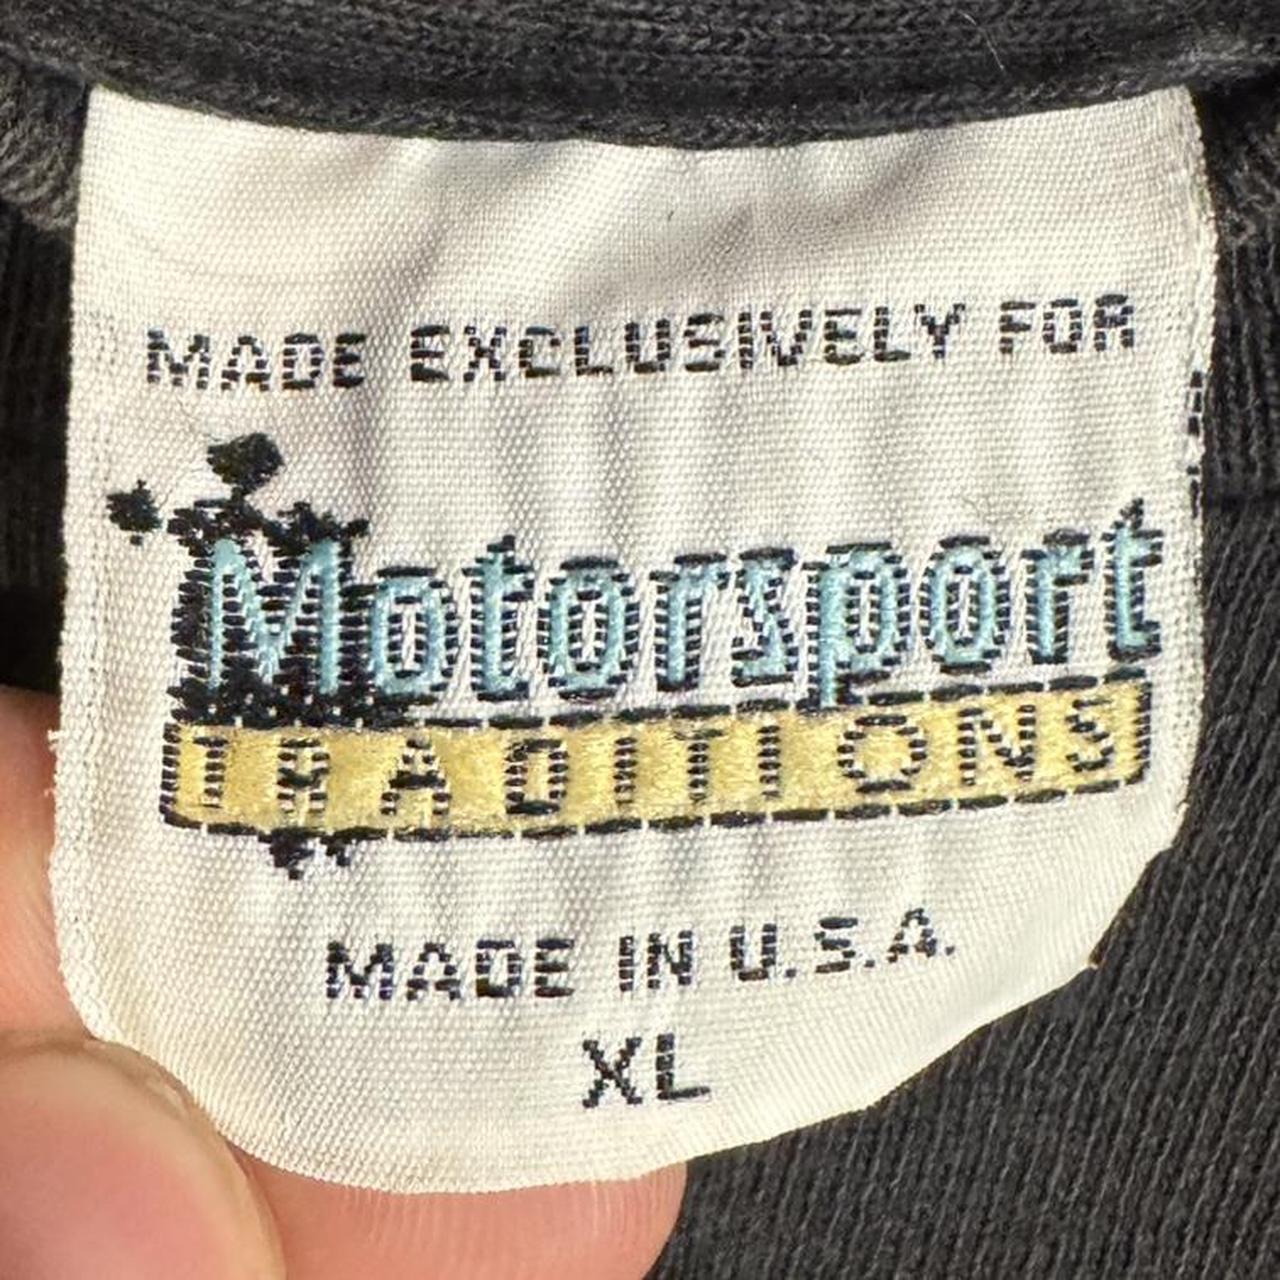 MADE EXCLUSIVELY FOR
Motorsport
TRADITIONS
MADE IN U.S.A.
XL